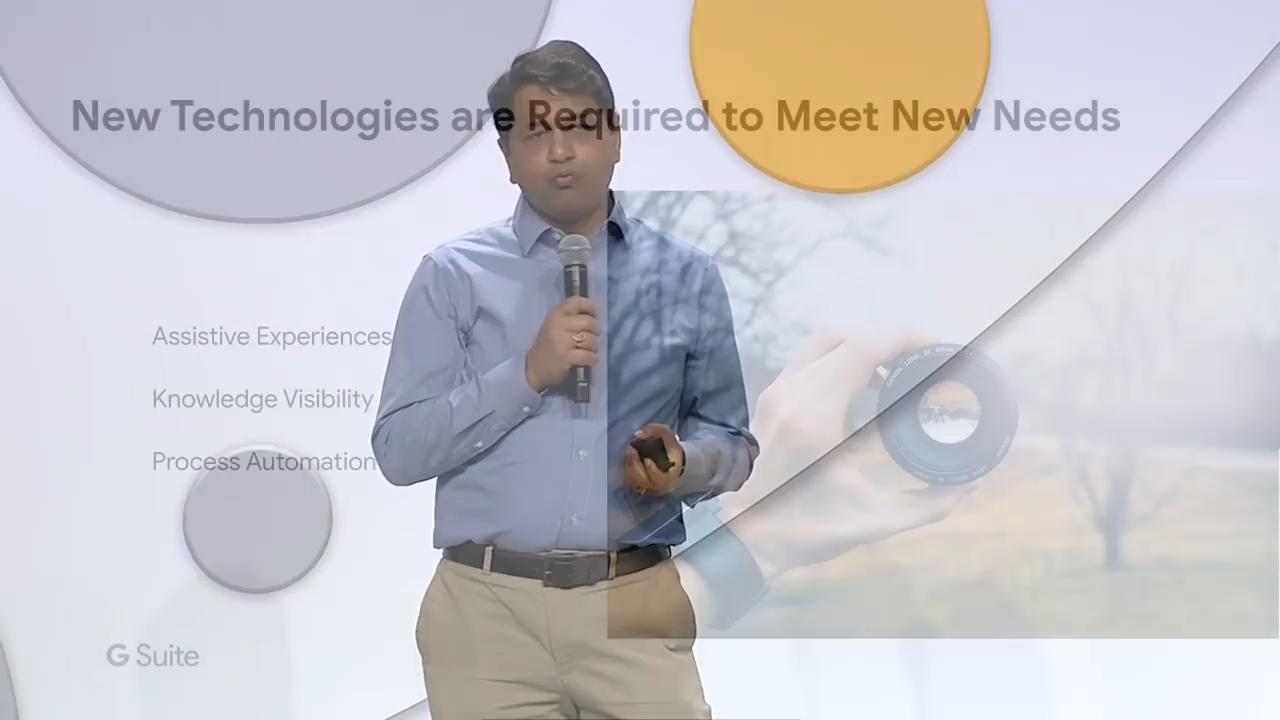 New Technologies are Required to Meet New Needs
Assistive Experiences
Knowledge Visibility
Process Automation
G Suite